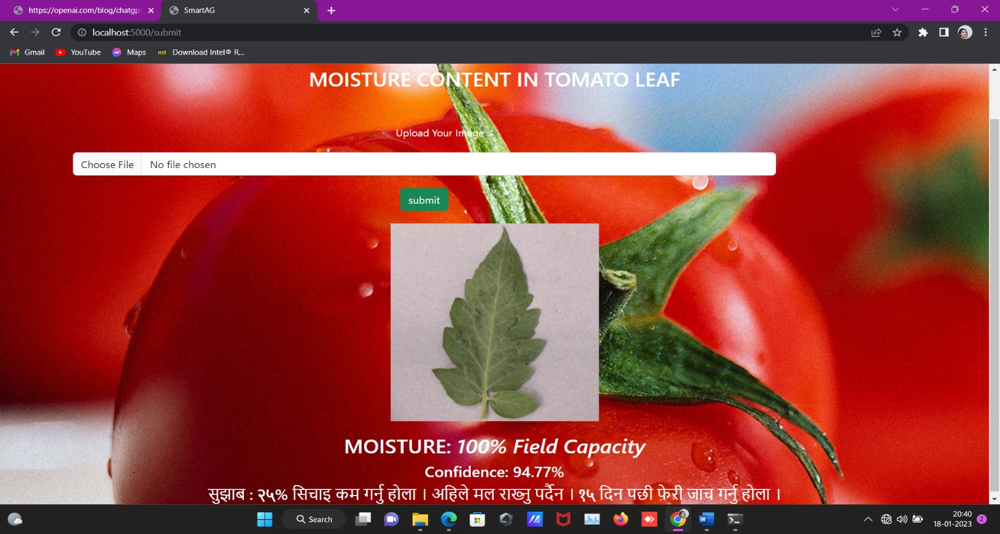 https://openai.com/blog/chatgpt
SmartAG
localhost:5000/submit
Gmail
YouTube
Maps
mt
Download Intel® R...
MOISTURE CONTENT IN TOMATO LEAF
Upload Your Image :
Choose File
No file chosen
submit
MOISTURE: 100% Field Capacity
Confidence: 94.77%
सुझाब : २५% सिचाइ कम गर्नु होला । अहिले मल राख्नु पर्दैन । १५ दिन पछी फेरी जाच गर्नु होला ।
Search
20:40
18-01-2023
2